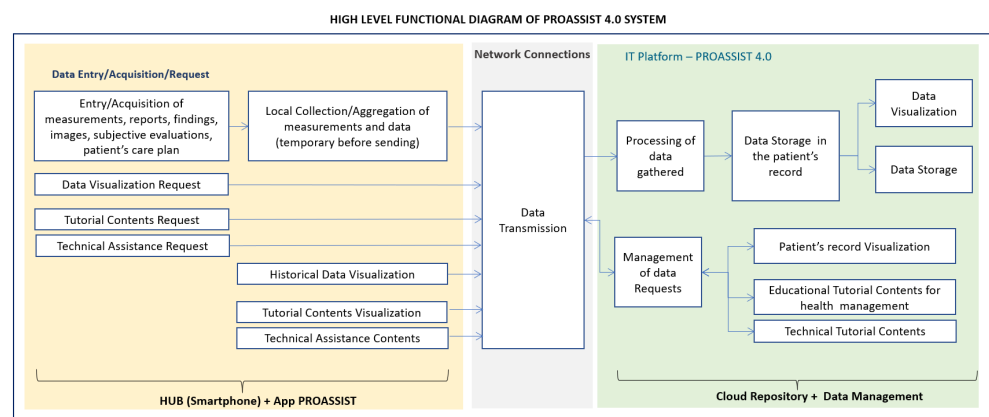 HIGH LEVEL FUNCTIONAL DIAGRAM OF PROASSIST 4.0 SYSTEM
Data Entry/Acquisition/Request
Entry/Acquisition of
measurements, reports, findings,
images, subjective evaluations,
patient's care plan
Local Collection/Aggregation of
measurements and data
(temporary before sending)
Data Visualization Request
Tutorial Contents Request
Technical Assistance Request
Historical Data Visualization
Tutorial Contents Visualization
Technical Assistance Contents
HUB (Smartphone) + App PROASSIST
Network Connections
Data
Transmission
IT Platform – PROASSIST 4.0
Processing of
data
gathered
Data Storage in
the patient's
record
Data
Visualization
Data Storage
Management
of data
Requests
Patient's record Visualization
Educational Tutorial Contents for
health management
Technical Tutorial Contents
Cloud Repository + Data Management